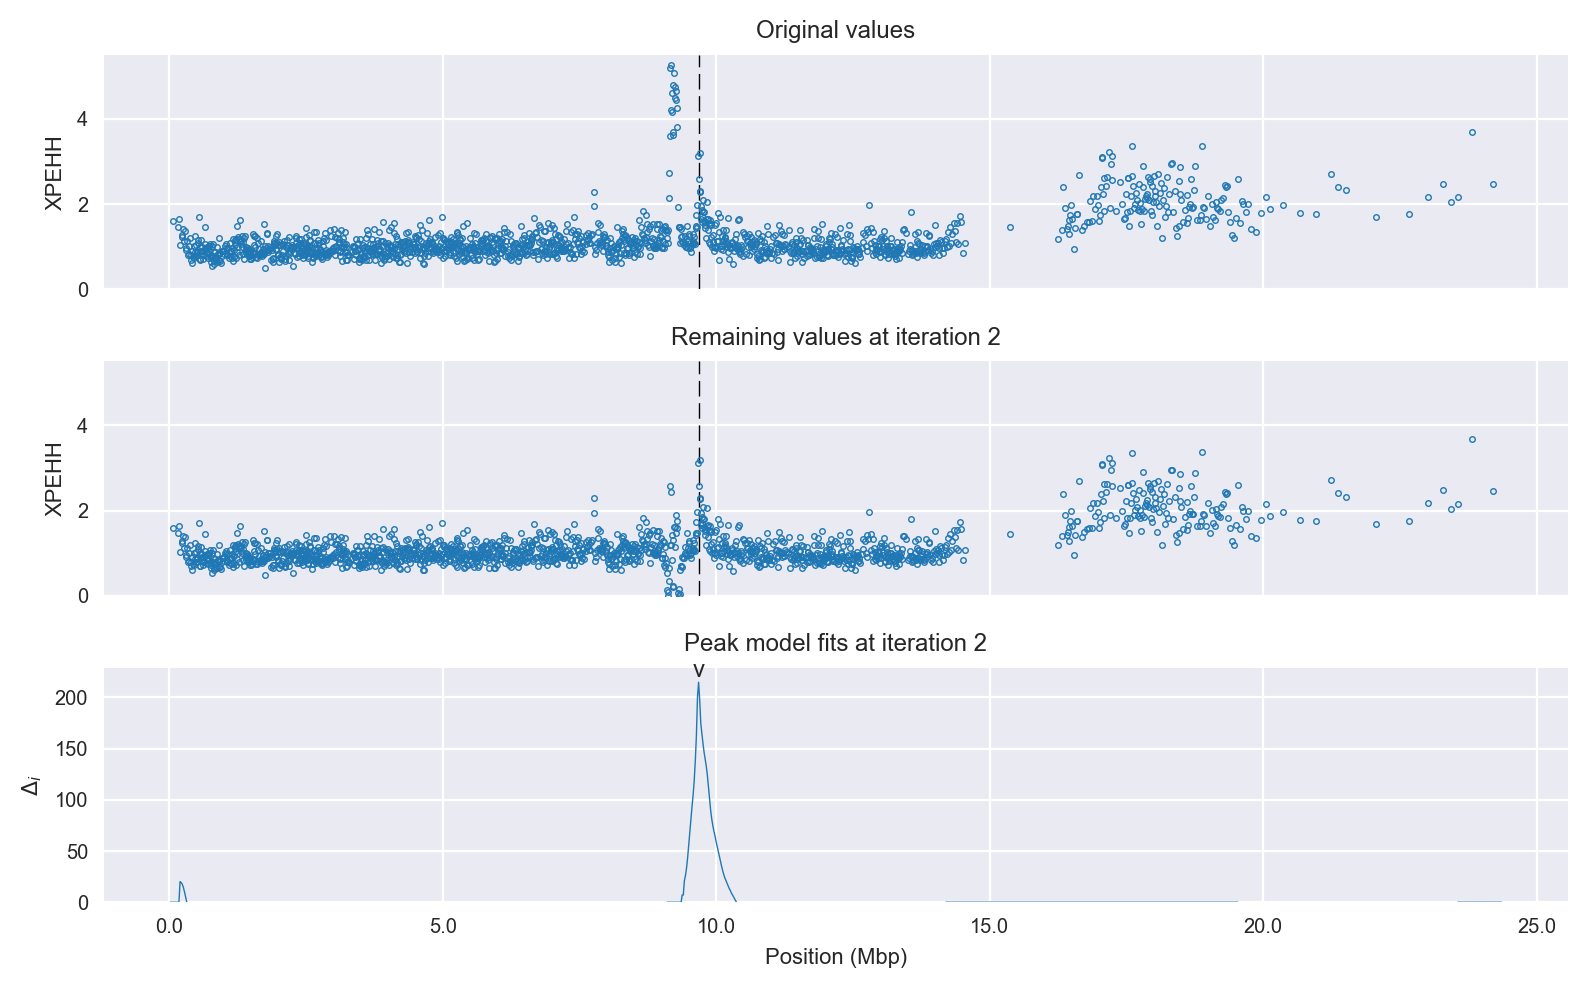 Original values
4
2
0
XPEHH
Remaining values at iteration 2
4
2
0
XPEHH
Peak model fits at iteration 2
v
200
150
100
50
0
Δi
0.0 5.0 10.0 15.0 20.0 25.0
Position (Mbp)